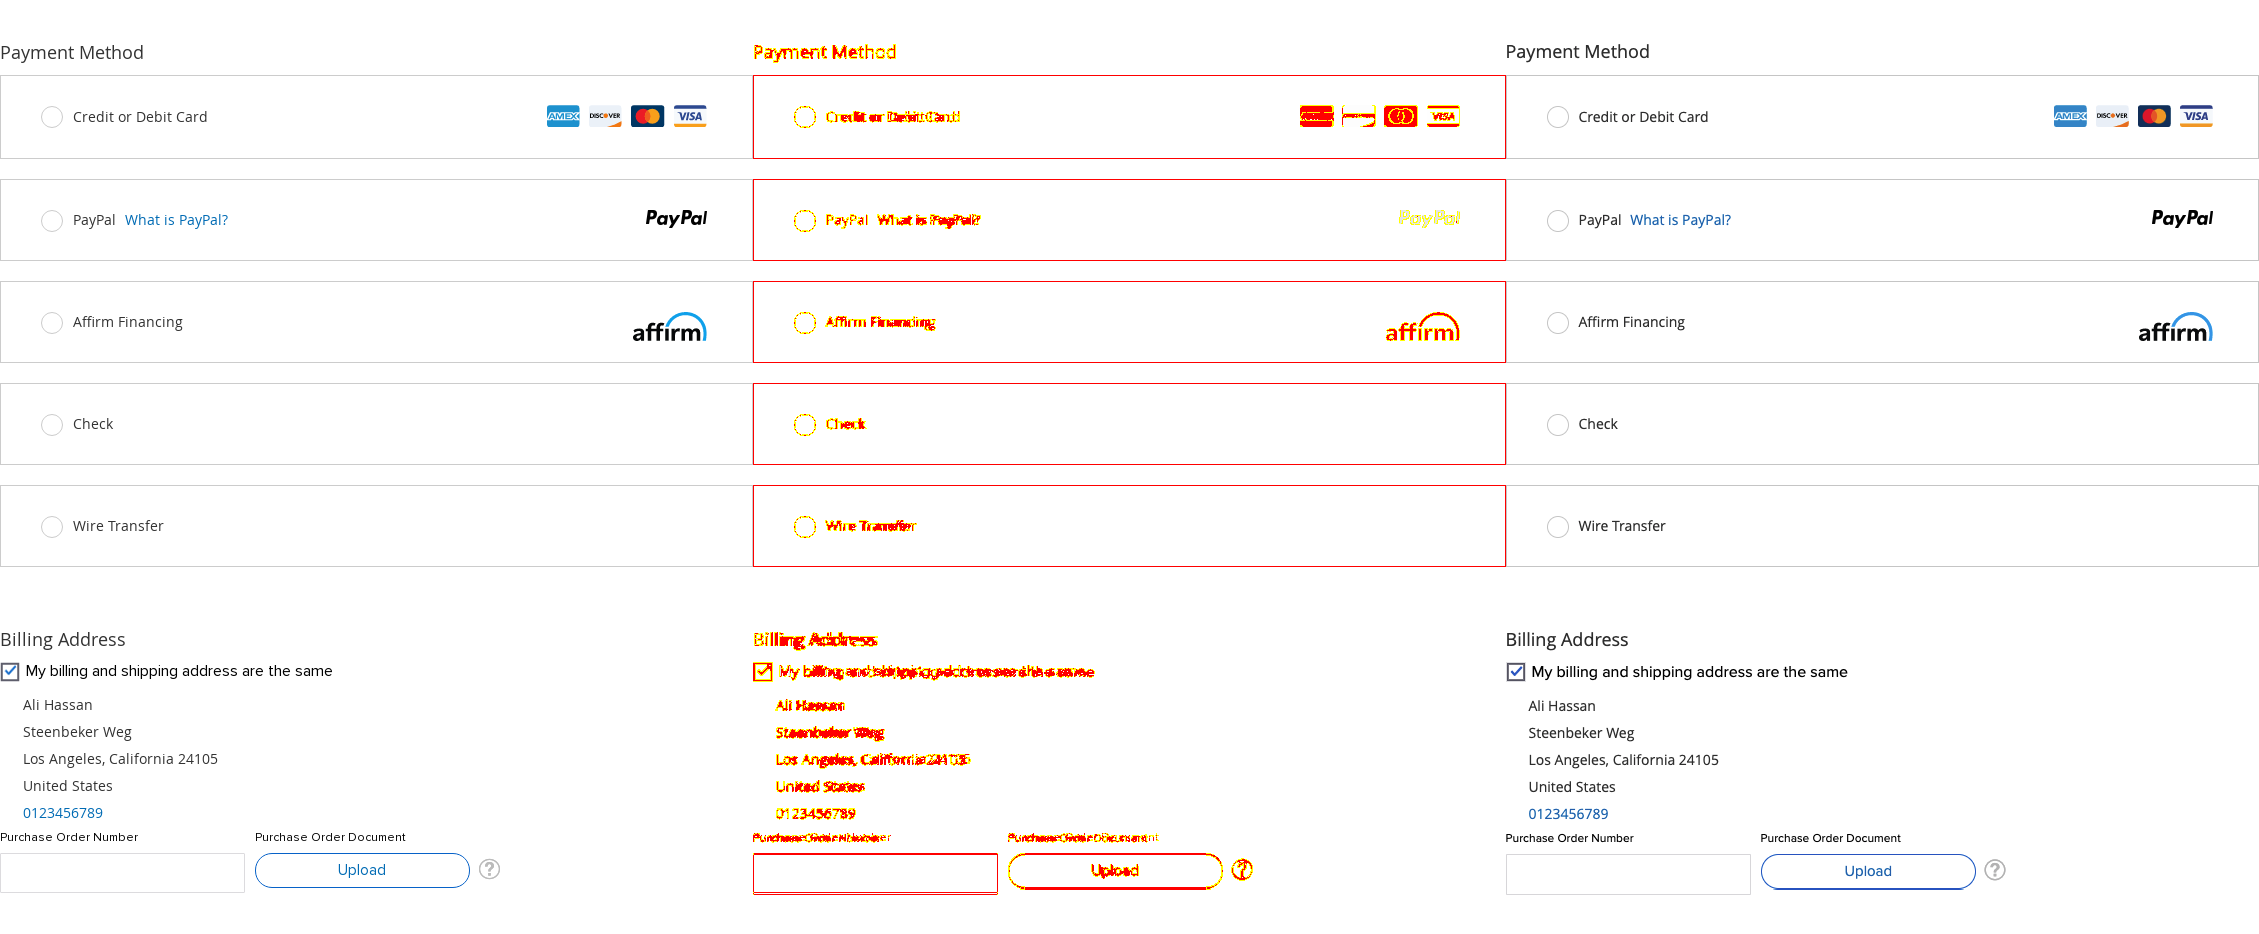 Payment Method Payment Method Payment Method
Credit or Debit Card AMEX DISCOVER VISA Credit or Debit Card VISA Credit or Debit Card AMEX DISCOVER VISA
PayPal What is PayPal? PayPal PayPal What is PayPal? PayPal PayPal What is PayPal? PayPal
Affirm Financing affirm Affirm Financing affirm Affirm Financing affirm
Check Check Check
Wire Transfer Wire Transfer Wire Transfer
Billing Address Billing Address Billing Address
My billing and shipping address are the same My billing and shipping address are the same My billing and shipping address are the same
Ali Hassan Ali Hassan Ali Hassan
Steenbeker Weg Steenbeker Weg Steenbeker Weg
Los Angeles, California 24105 Los Angeles, California 24105 Los Angeles, California 24105
United States United States United States
0123456789 0123456789 0123456789
Purchase Order Number Purchase Order Document Purchase Order Number Purchase Order Document Purchase Order Number Purchase Order Document
Upload ? Upload ? Upload ?